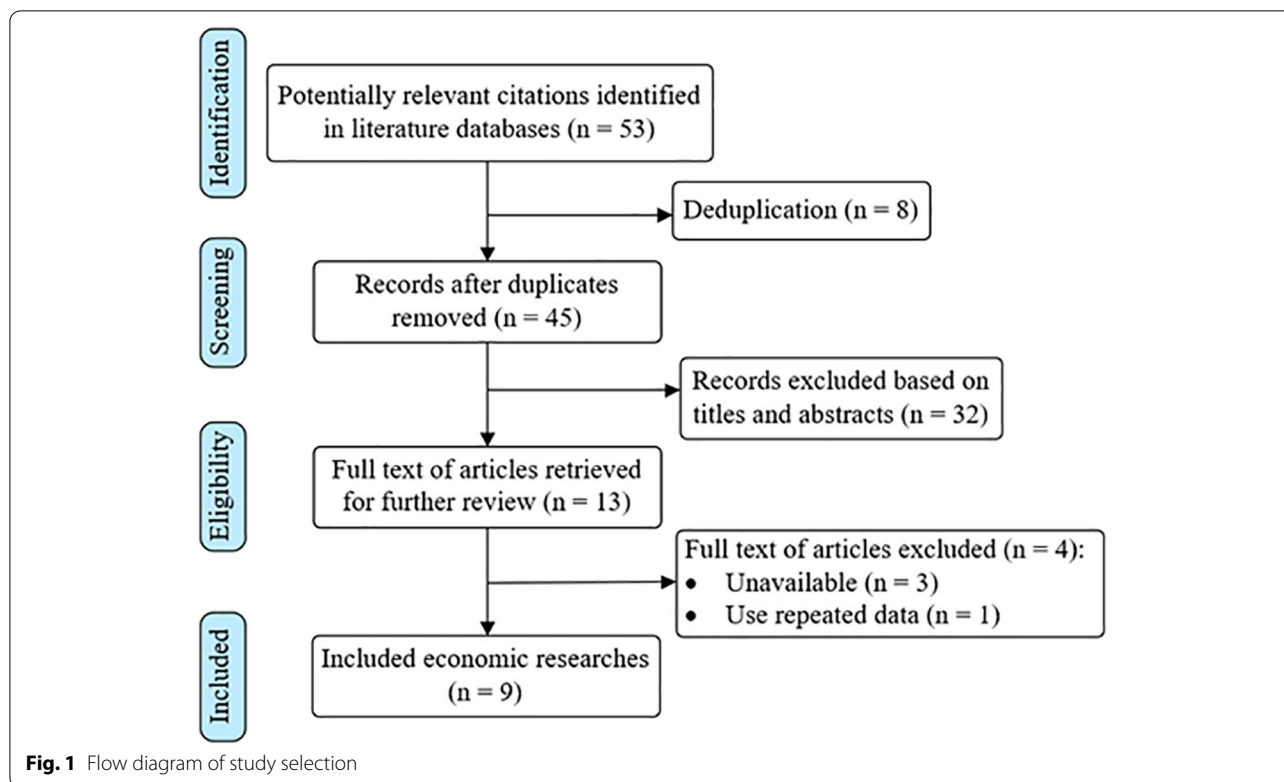 Identification
Potentially relevant citations identified
in literature databases (n = 53)
Deduplication (n = 8)
Screening
Records after duplicates
removed (n = 45)
Records excluded based on
titles and abstracts (n = 32)
Eligibility
Full text of articles retrieved
for further review (n = 13)
Full text of articles excluded (n = 4):
• Unavailable (n = 3)
• Use repeated data (n = 1)
Included
Included economic researches
(n = 9)
Fig. 1 Flow diagram of study selection